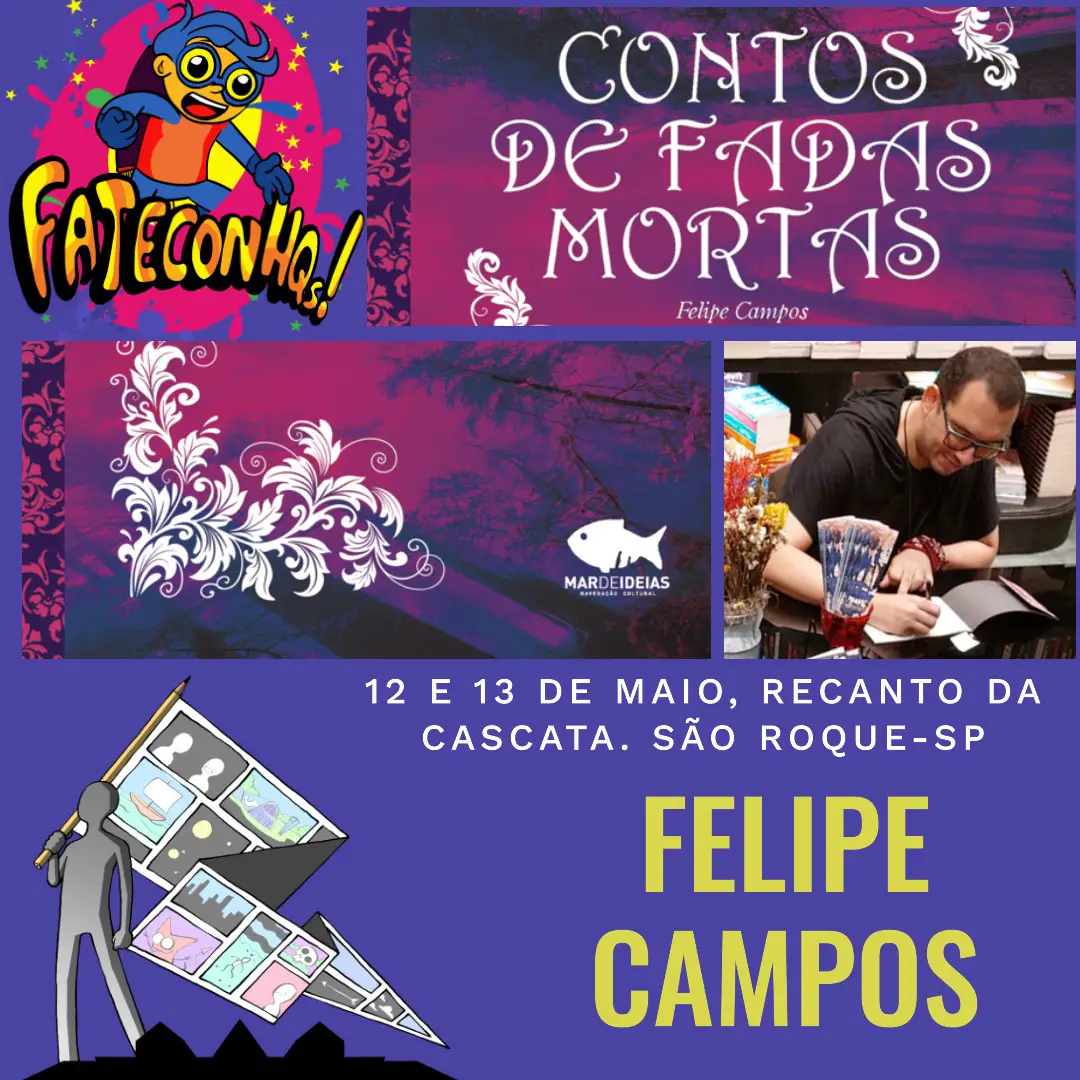 FATECONHQs!
CONTOS
DE FADAS
MORTAS
Felipe Campos
MARDEIDEIAS
NAVEGAÇÃO CULTURAL
12 E 13 DE MAIO, RECANTO DA
CASCATA. SÃO ROQUE-SP
FELIPE
CAMPOS